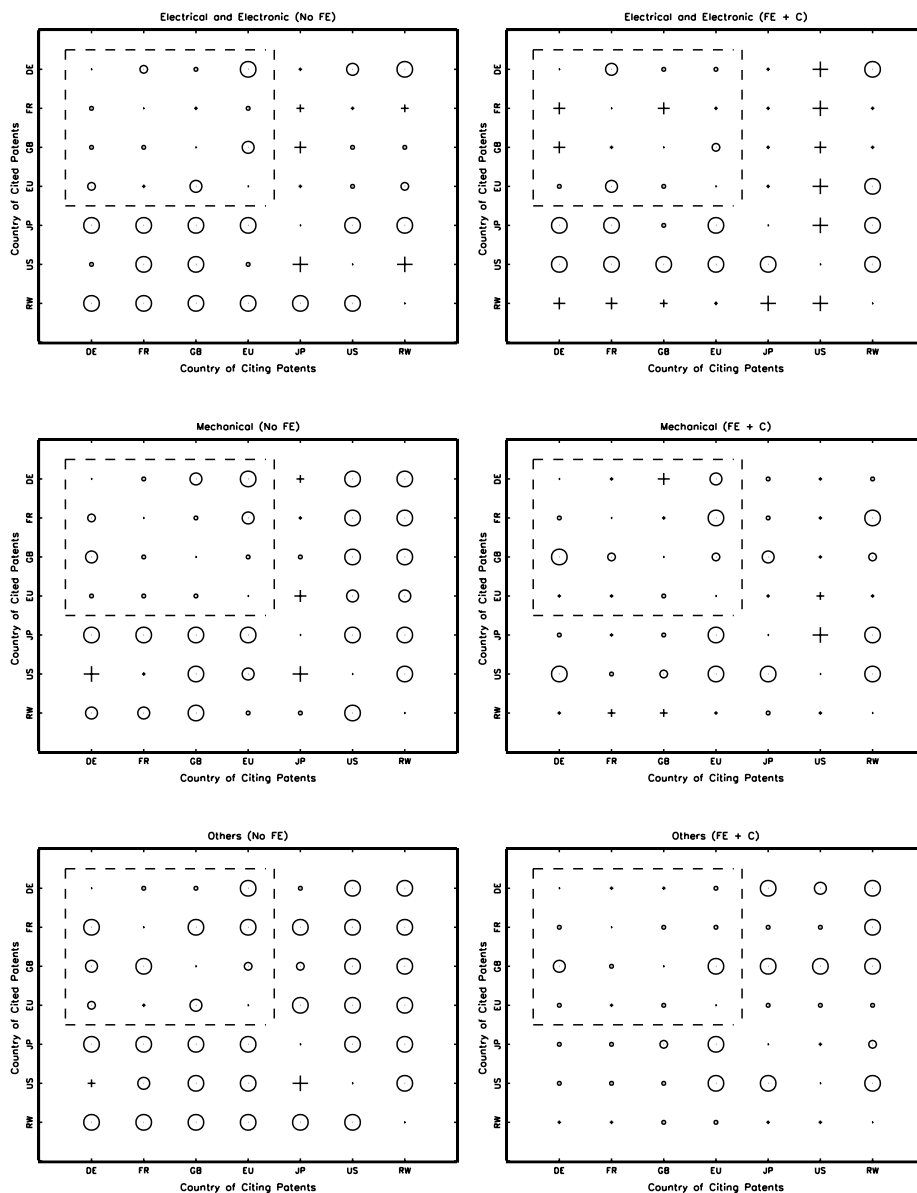 Electrical and Electronic (No FE)
Country of Cited Patents
DE
FR
GB
EU
JP
US
RW
DE FR GB EU JP US RW
Country of Citing Patents
Electrical and Electronic (FE + C)
Country of Cited Patents
DE
FR
GB
EU
JP
US
RW
DE FR GB EU JP US RW
Country of Citing Patents
Mechanical (No FE)
Country of Cited Patents
DE
FR
GB
EU
JP
US
RW
DE FR GB EU JP US RW
Country of Citing Patents
Mechanical (FE + C)
Country of Cited Patents
DE
FR
GB
EU
JP
US
RW
DE FR GB EU JP US RW
Country of Citing Patents
Others (No FE)
Country of Cited Patents
DE
FR
GB
EU
JP
US
RW
DE FR GB EU JP US RW
Country of Citing Patents
Others (FE + C)
Country of Cited Patents
DE
FR
GB
EU
JP
US
RW
DE FR GB EU JP US RW
Country of Citing Patents